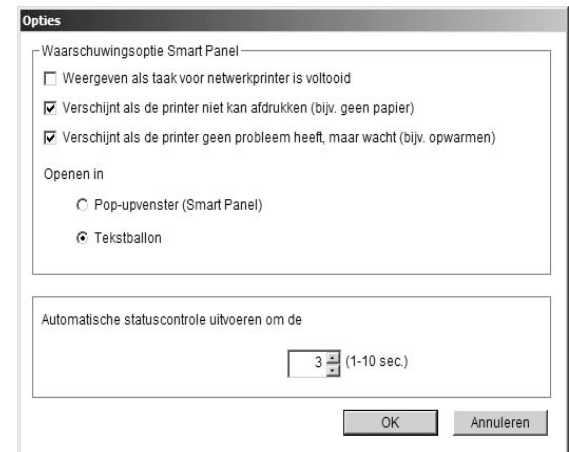 Opties
Waarschuwingsoptie Smart Panel
Weergeven als taak voor netwerkprinter is voltooid
Verschijnt als de printer niet kan afdrukken (bijv. geen papier)
Verschijnt als de printer geen probleem heeft, maar wacht (bijv. opwarmen)
Openen in
Pop-upvenster (Smart Panel)
Tekstballon
Automatische statuscontrole uitvoeren om de
3 (1-10 sec.)
OK Annuleren